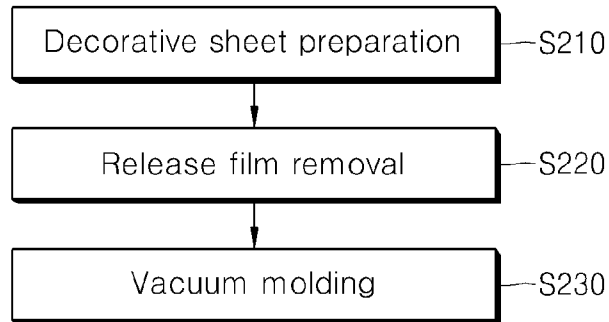 Decorative sheet preparation S210
Release film removal S220
Vacuum molding S230